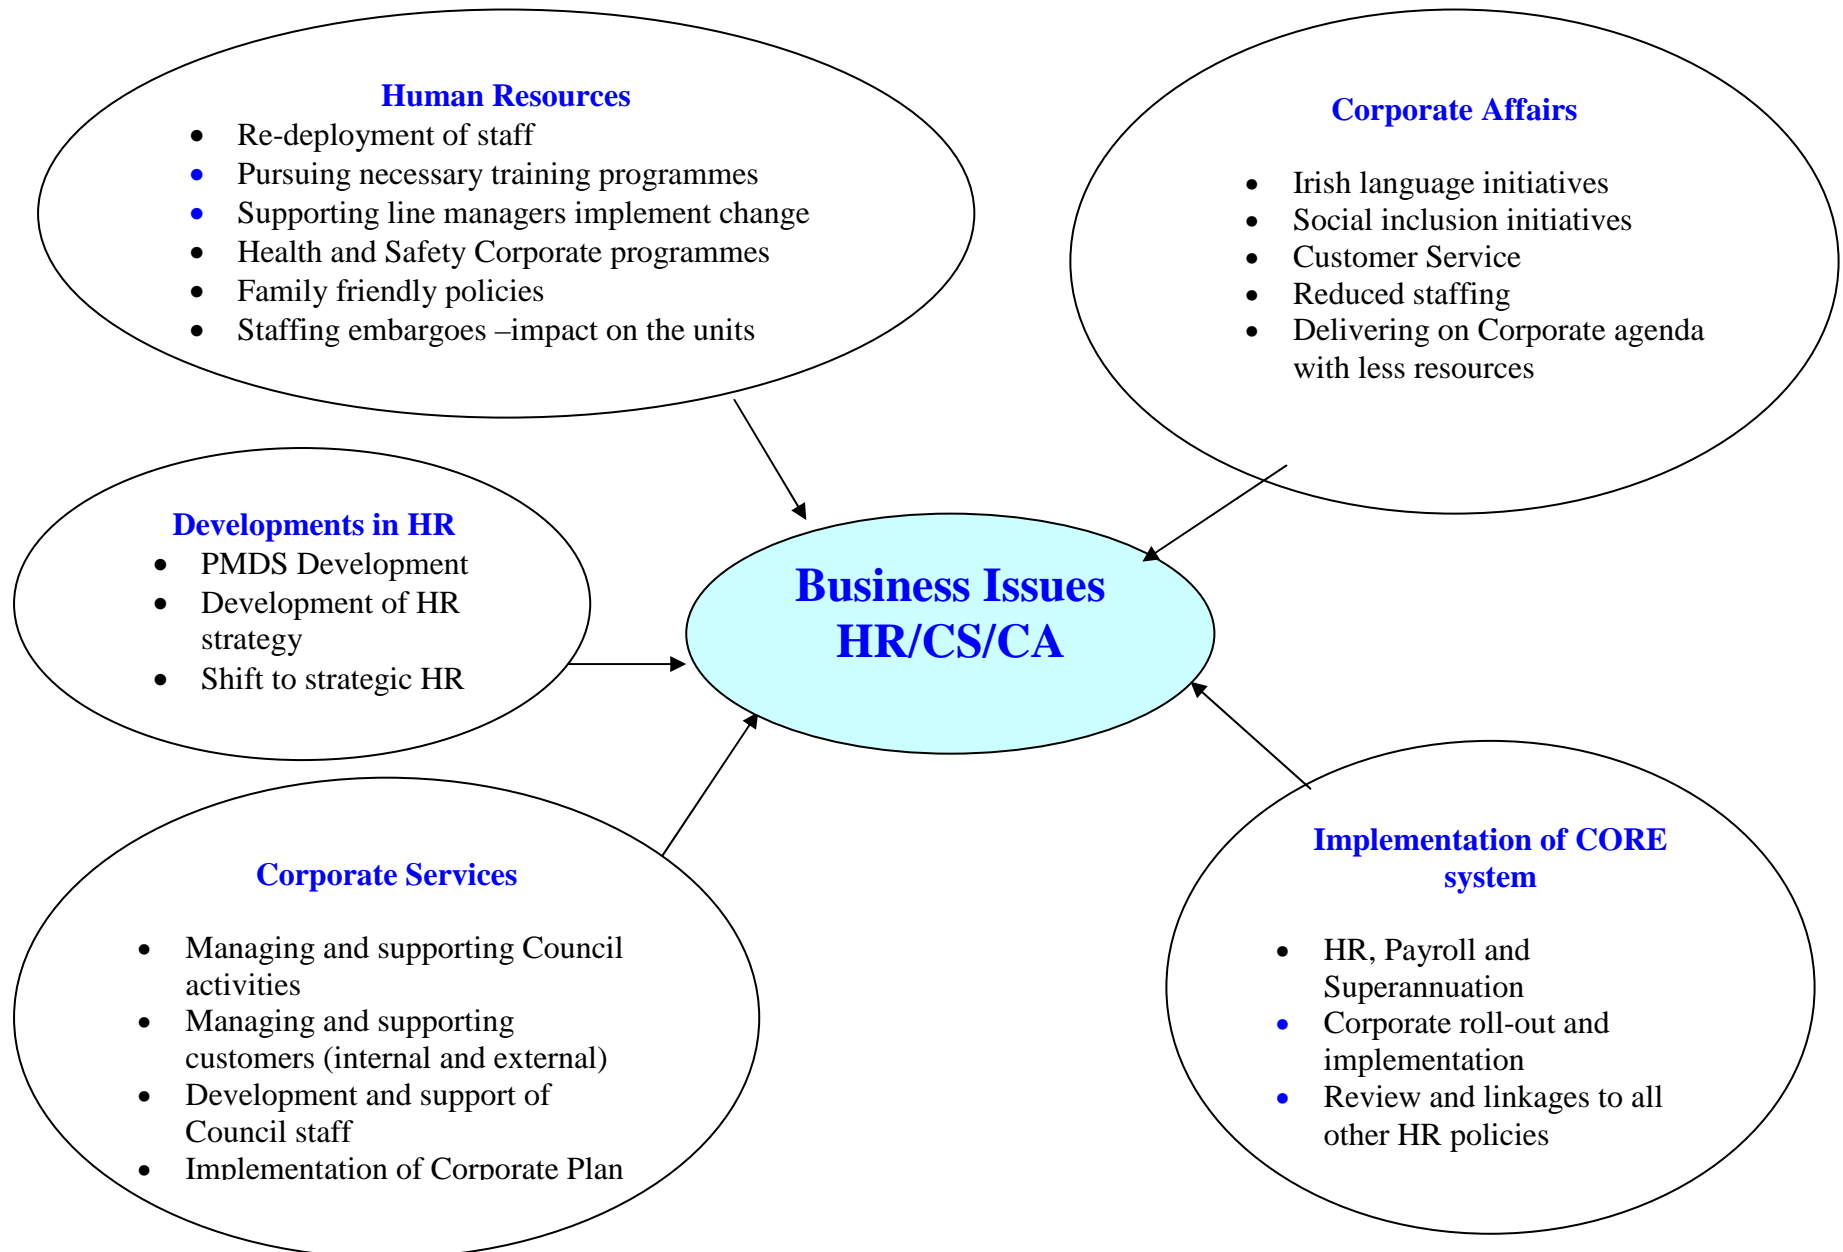 Human Resources
• Re-deployment of staff
• Pursuing necessary training programmes
• Supporting line managers implement change
• Health and Safety Corporate programmes
• Family friendly policies
• Staffing embargoes –impact on the units
Corporate Affairs
• Irish language initiatives
• Social inclusion initiatives
• Customer Service
• Reduced staffing
• Delivering on Corporate agenda
with less resources
Developments in HR
• PMDS Development
• Development of HR
strategy
• Shift to strategic HR
Business Issues
HR/CS/CA
Corporate Services
• Managing and supporting Council
activities
• Managing and supporting
customers (internal and external)
• Development and support of
Council staff
• Implementation of Corporate Plan
Implementation of CORE
system
• HR, Payroll and
Superannuation
• Corporate roll-out and
implementation
• Review and linkages to all
other HR policies